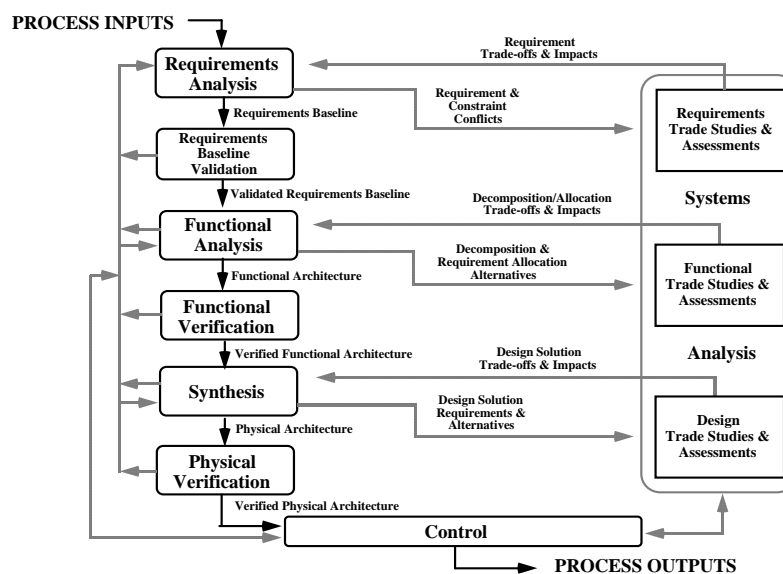 PROCESS INPUTS
Requirements
Analysis
Requirement
Trade-offs & Impacts
Requirement &
Constraint
Conflicts
Requirements
Trade Studies &
Assessments
Requirements Baseline
Requirements
Baseline
Validation
Validated Requirements Baseline
Systems
Decomposition/Allocation
Trade-offs & Impacts
Functional
Analysis
Decomposition &
Requirement Allocation
Alternatives
Functional
Trade Studies &
Assessments
Functional Architecture
Functional
Verification
Verified Functional Architecture
Analysis
Design Solution
Trade-offs & Impacts
Synthesis
Design Solution
Requirements &
Alternatives
Design
Trade Studies &
Assessments
Physical Architecture
Physical
Verification
Verified Physical Architecture
Control
PROCESS OUTPUTS